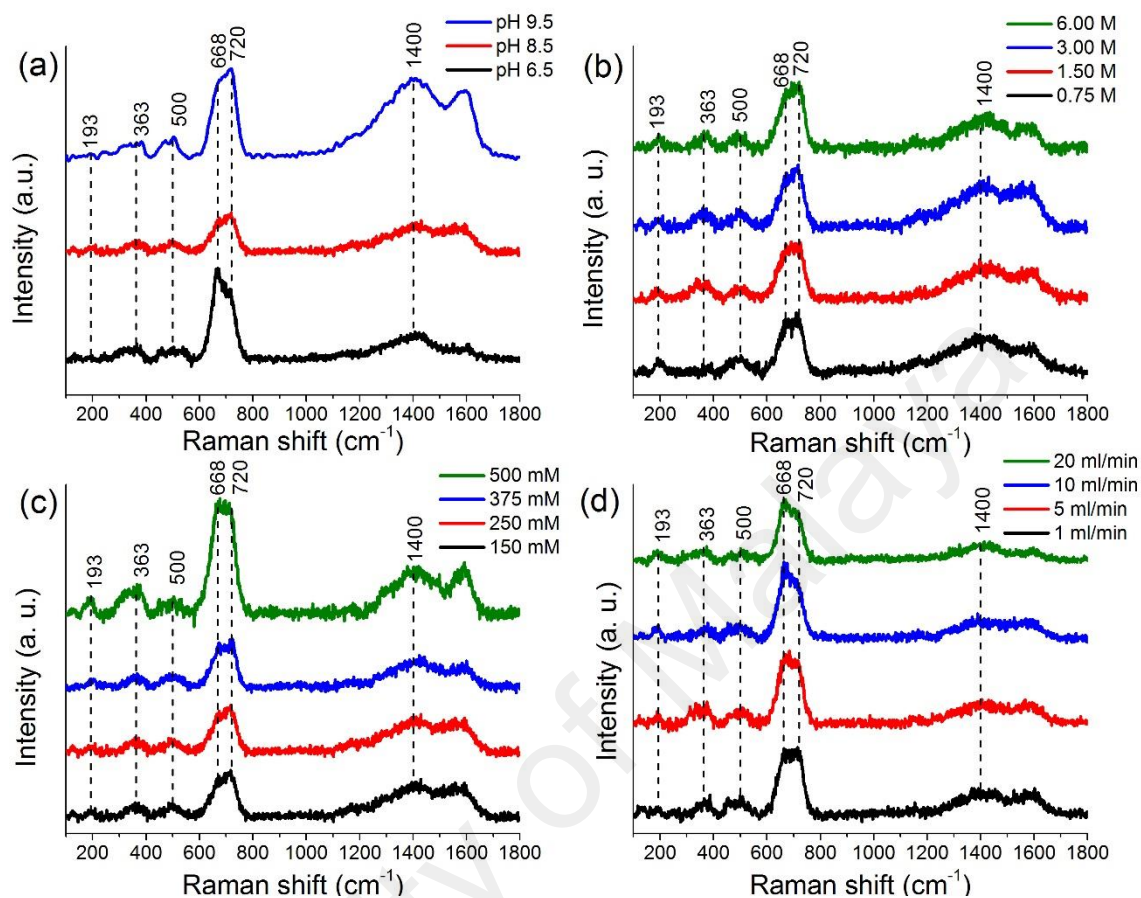 (a)
pH 9.5
pH 8.5
pH 6.5
193
363
500
668
720
1400
Intensity (a.u.)
200 400 600 800 1000 1200 1400 1600 1800
Raman shift (cm⁻¹)
(b)
6.00 M
3.00 M
1.50 M
0.75 M
193
363
500
668
720
1400
Intensity (a. u.)
200 400 600 800 1000 1200 1400 1600 1800
Raman shift (cm⁻¹)
(c)
500 mM
375 mM
250 mM
150 mM
193
363
500
668
720
1400
Intensity (a. u.)
200 400 600 800 1000 1200 1400 1600 1800
Raman shift (cm⁻¹)
(d)
20 ml/min
10 ml/min
5 ml/min
1 ml/min
193
363
500
668
720
1400
Intensity (a. u.)
200 400 600 800 1000 1200 1400 1600 1800
Raman shift (cm⁻¹)
ty of Malaya